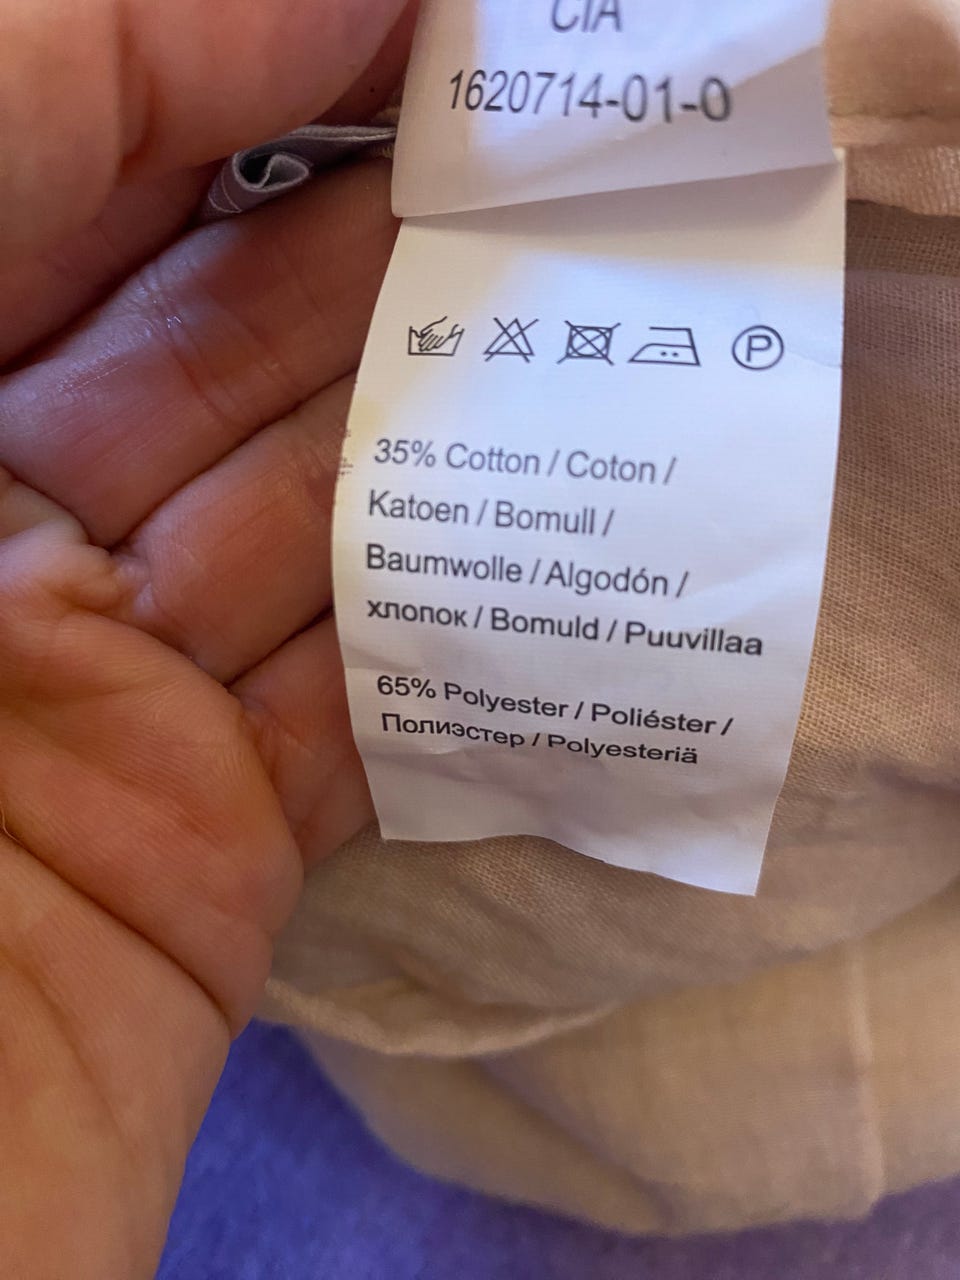 CIA
1620714-01-0
P
35% Cotton / Coton /
Katoen / Bomull /
Baumwolle / Algodón /
хлопок / Bomuld / Puuvillaa
65% Polyester / Poliéster /
Полиэстер / Polyesteriä